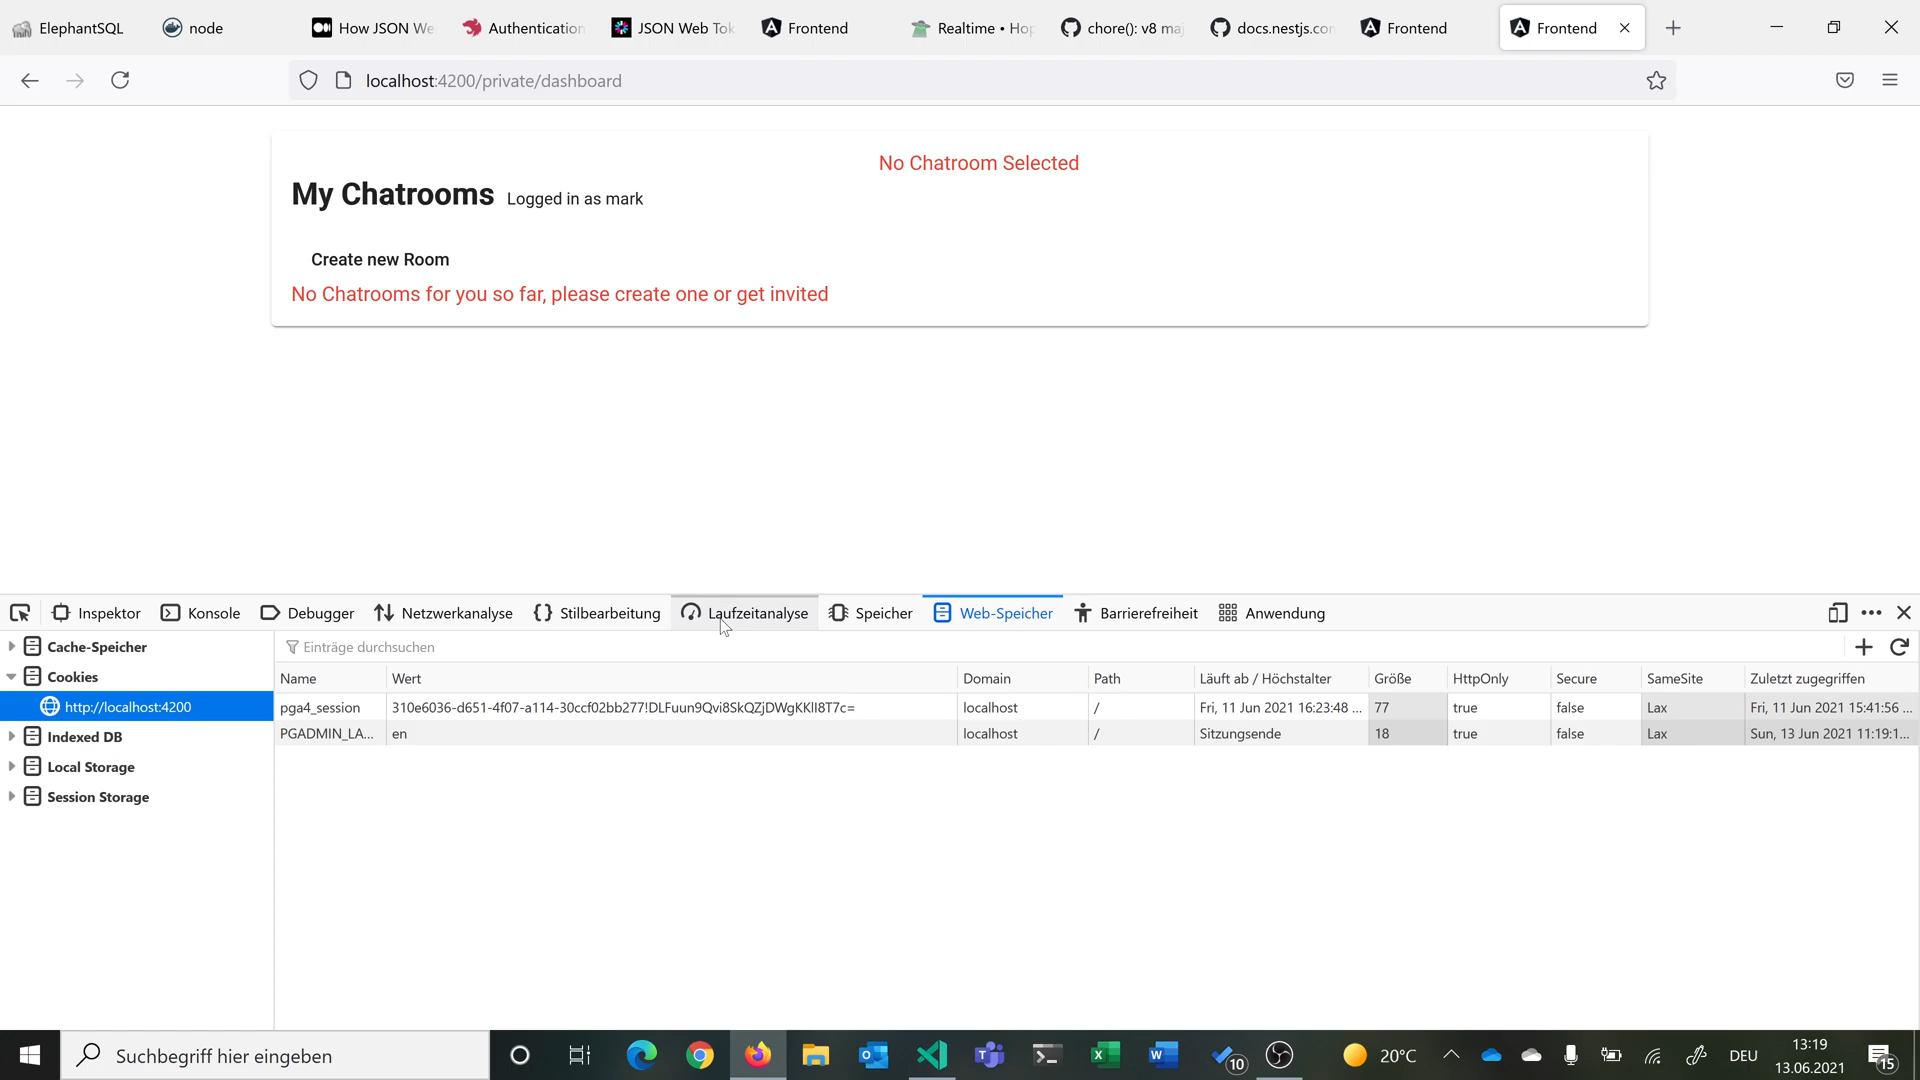 ElephantSQL
node
How JSON We
Authentication
JSON Web Tok
Frontend
Realtime • Hop
chore(): v8 maj
docs.nestjs.com
Frontend
Frontend
localhost:4200/private/dashboard
No Chatroom Selected
My Chatrooms Logged in as mark
Create new Room
No Chatrooms for you so far, please create one or get invited
Inspektor Konsole Debugger Netzwerkanalyse Stilbearbeitung Laufzeitanalyse Speicher Web-Speicher Barrierefreiheit Anwendung
Cache-Speicher
Cookies
http://localhost:4200
Indexed DB
Local Storage
Session Storage
Einträge durchsuchen
Name Wert Domain Path Läuft ab / Höchstalter Größe HttpOnly Secure SameSite Zuletzt zugegriffen
pga4_session 310e6036-d651-4f07-a114-30ccf02bb277!DLFuun9Qvi8SkQZjDWgKKlI8T7c= localhost / Fri, 11 Jun 2021 16:23:48 ... 77 true false Lax Fri, 11 Jun 2021 15:41:56 ...
PGADMIN_LA... en localhost / Sitzungsende 18 true false Lax Sun, 13 Jun 2021 11:19:1...
Suchbegriff hier eingeben
10
20°C
DEU
13:19
13.06.2021
15